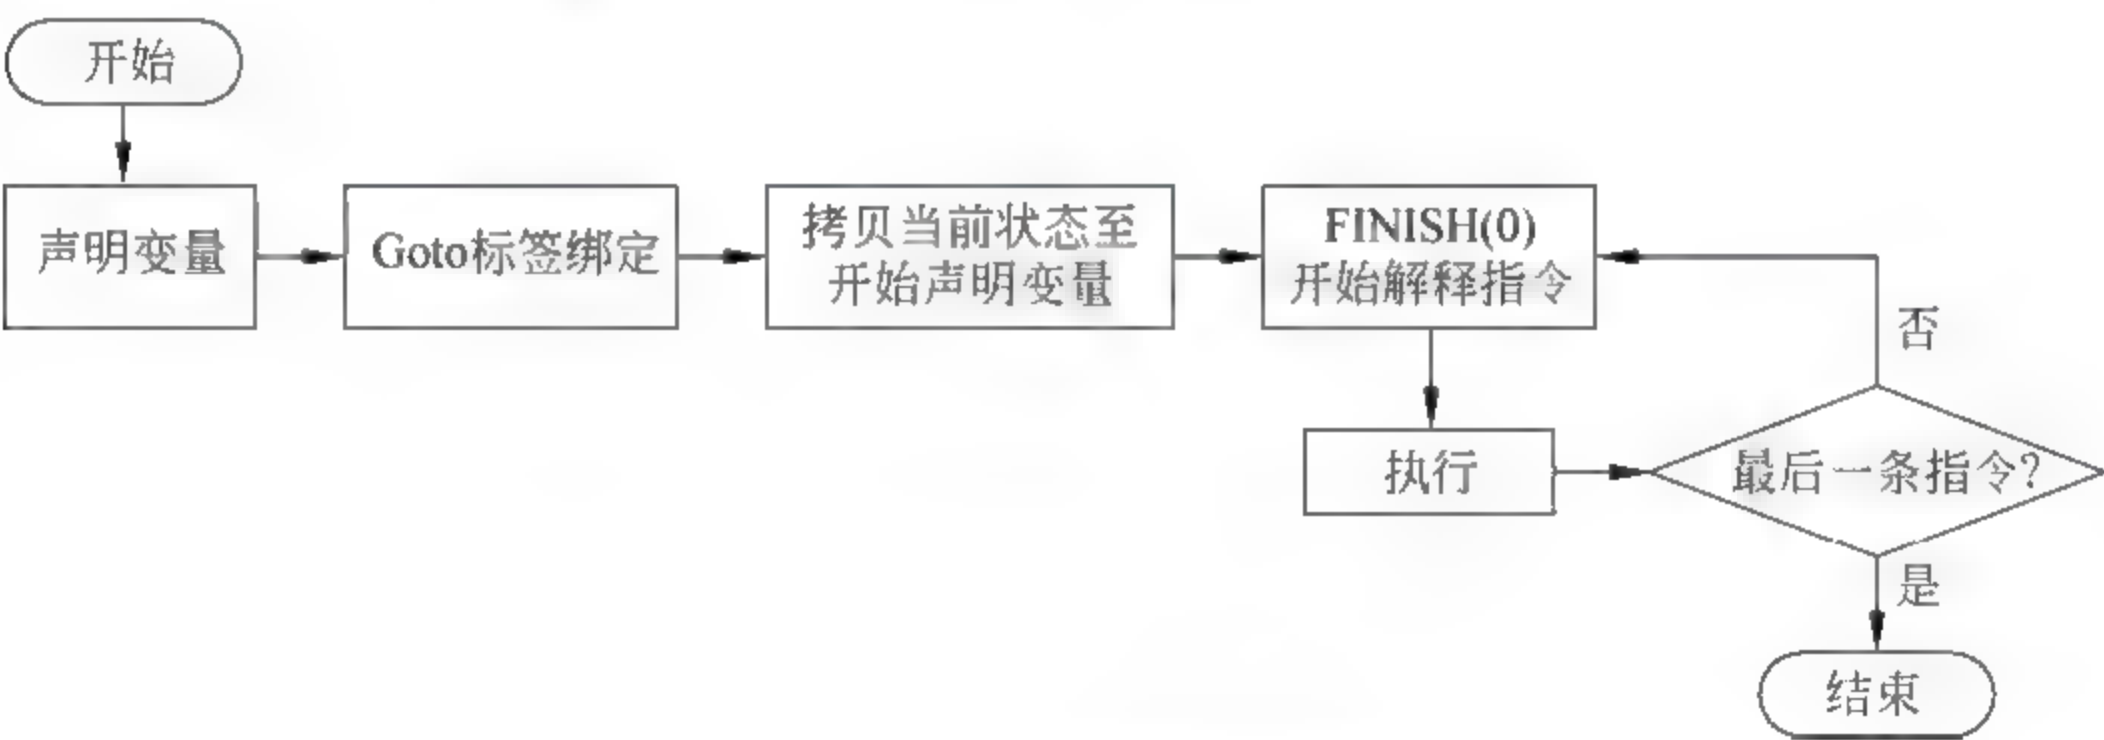 开始
声明变量
Goto标签绑定
拷贝当前状态至
开始声明变量
FINISH(0)
开始解释指令
否
执行
最后一条指令?
是
结束